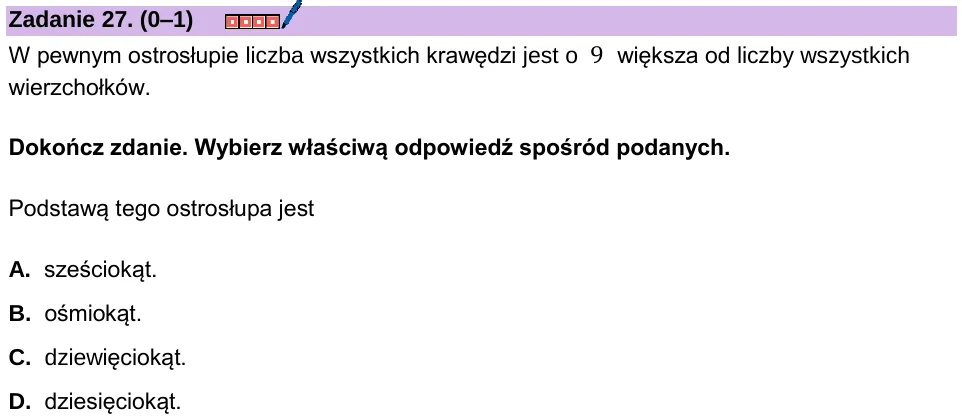 Zadanie 27. (0–1)
W pewnym ostrosłupie liczba wszystkich krawędzi jest o 9 większa od liczby wszystkich
wierzchołków.
Dokończ zdanie. Wybierz właściwą odpowiedź spośród podanych.
Podstawą tego ostrosłupa jest
A. sześciokąt.
B. ośmiokąt.
C. dziewięciokąt.
D. dziesięciokąt.